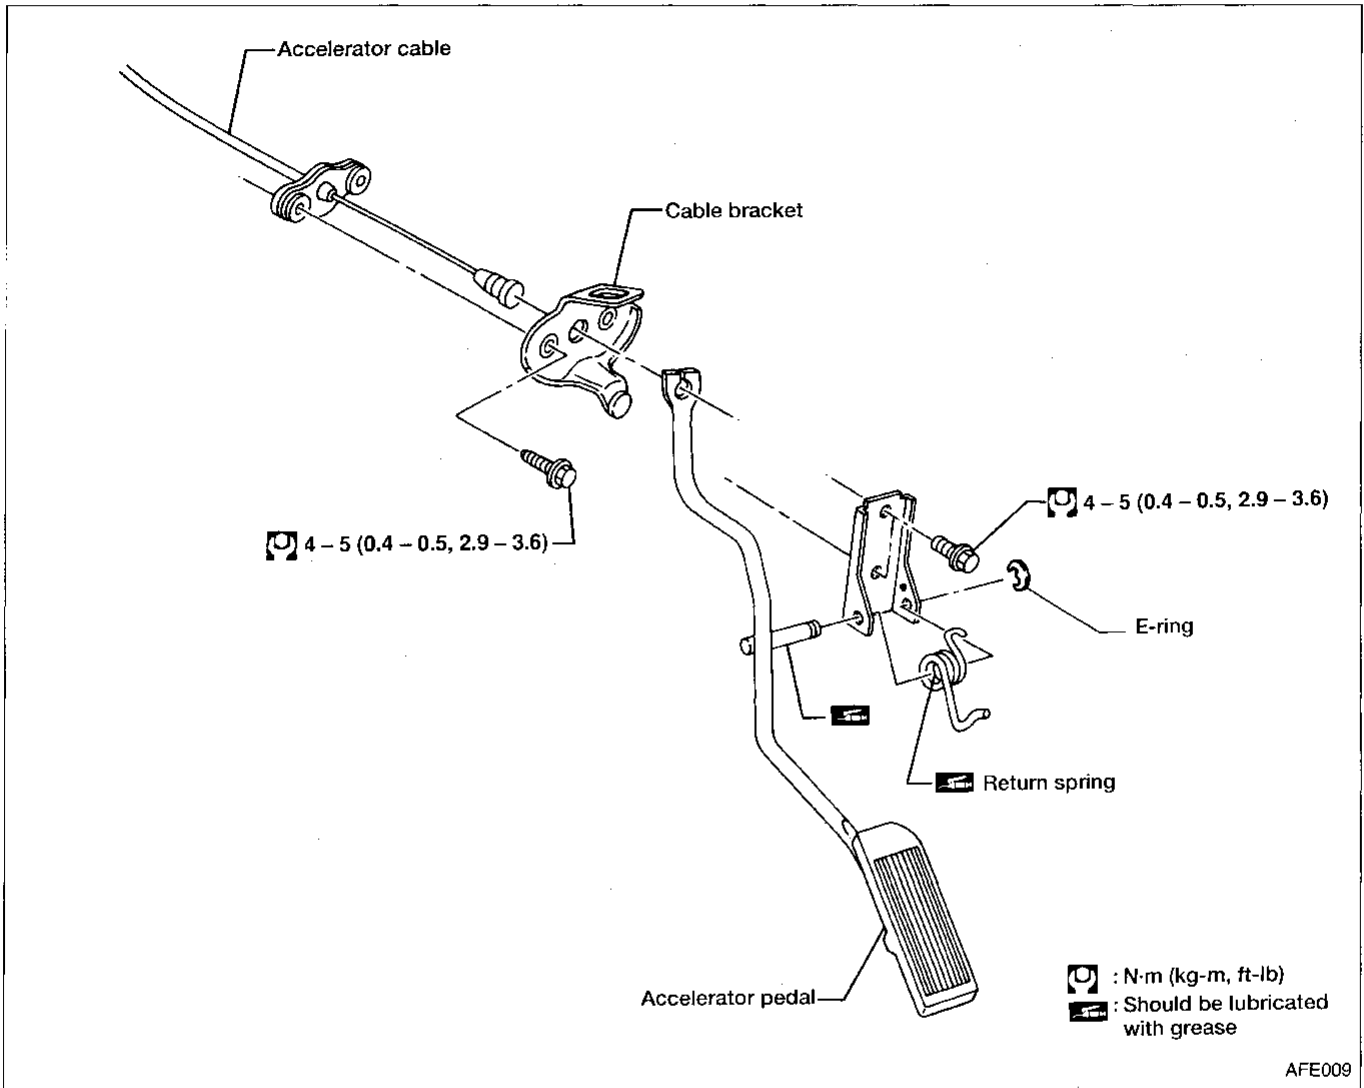 Accelerator cable
Cable bracket
4 – 5 (0.4 – 0.5, 2.9 – 3.6)
4 – 5 (0.4 – 0.5, 2.9 – 3.6)
E-ring
Return spring
Accelerator pedal
: N·m (kg-m, ft-lb)
: Should be lubricated
with grease
AFE009